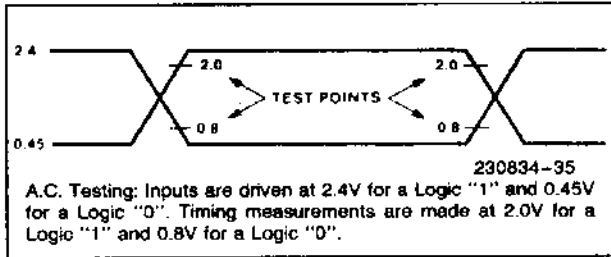 2.4
2.0
2.0
TEST POINTS
0.8
0.8
0.45
230834-35
A.C. Testing: Inputs are driven at 2.4V for a Logic "1" and 0.45V
for a Logic "0". Timing measurements are made at 2.0V for a
Logic "1" and 0.8V for a Logic "0".